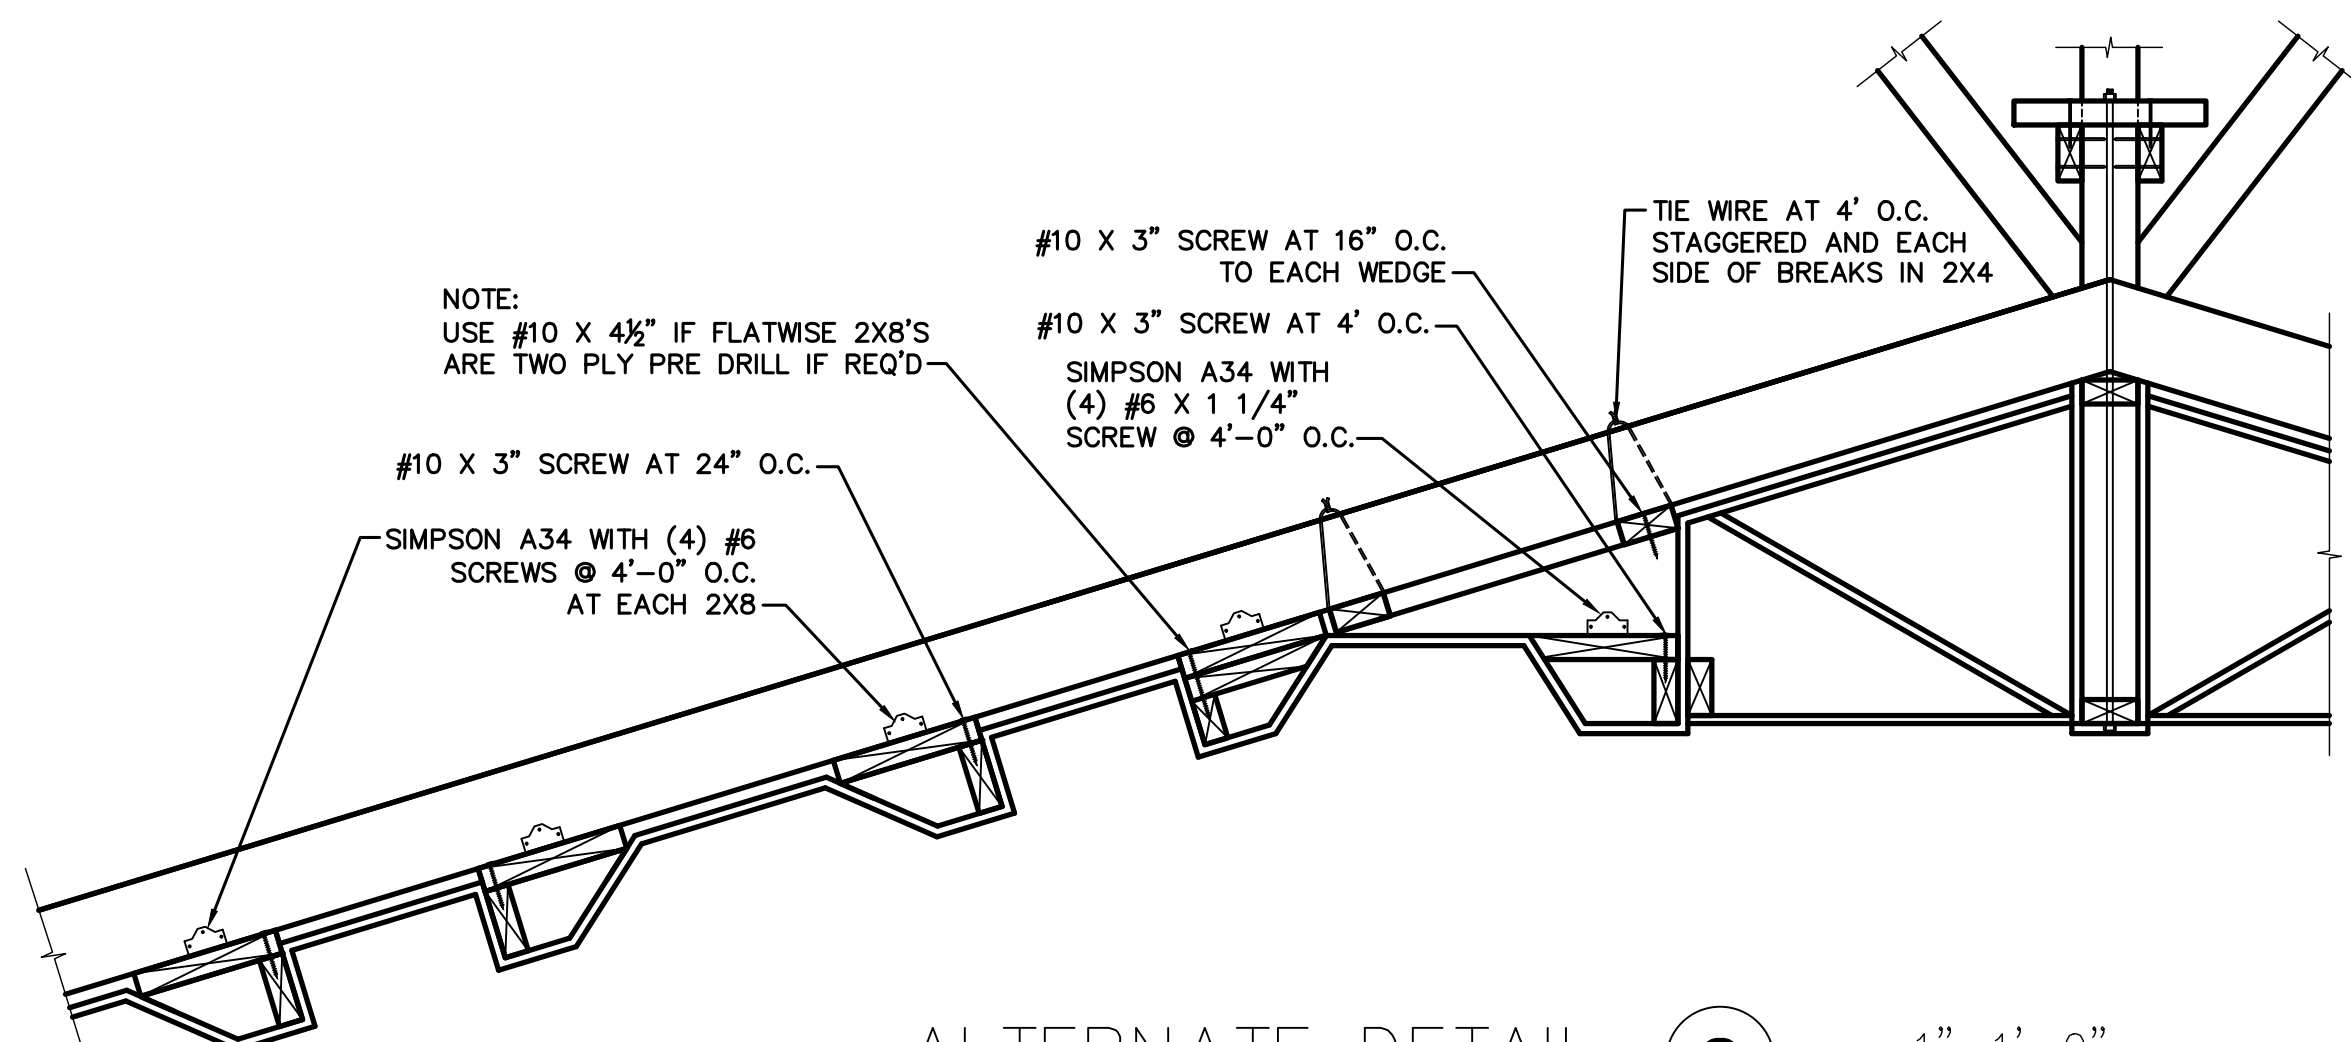 TIE WIRE AT 4' O.C.
STAGGERED AND EACH
SIDE OF BREAKS IN 2X4
#10 X 3" SCREW AT 16" O.C.
TO EACH WEDGE
NOTE:
USE #10 X 4½" IF FLATWISE 2X8'S
ARE TWO PLY PRE DRILL IF REQ'D
#10 X 3" SCREW AT 4' O.C.
SIMPSON A34 WITH
(4) #6 X 1 1/4"
SCREW @ 4'-0" O.C.
#10 X 3" SCREW AT 24" O.C.
SIMPSON A34 WITH (4) #6
SCREWS @ 4'-0" O.C.
AT EACH 2X8
ALTERNATE DETAIL